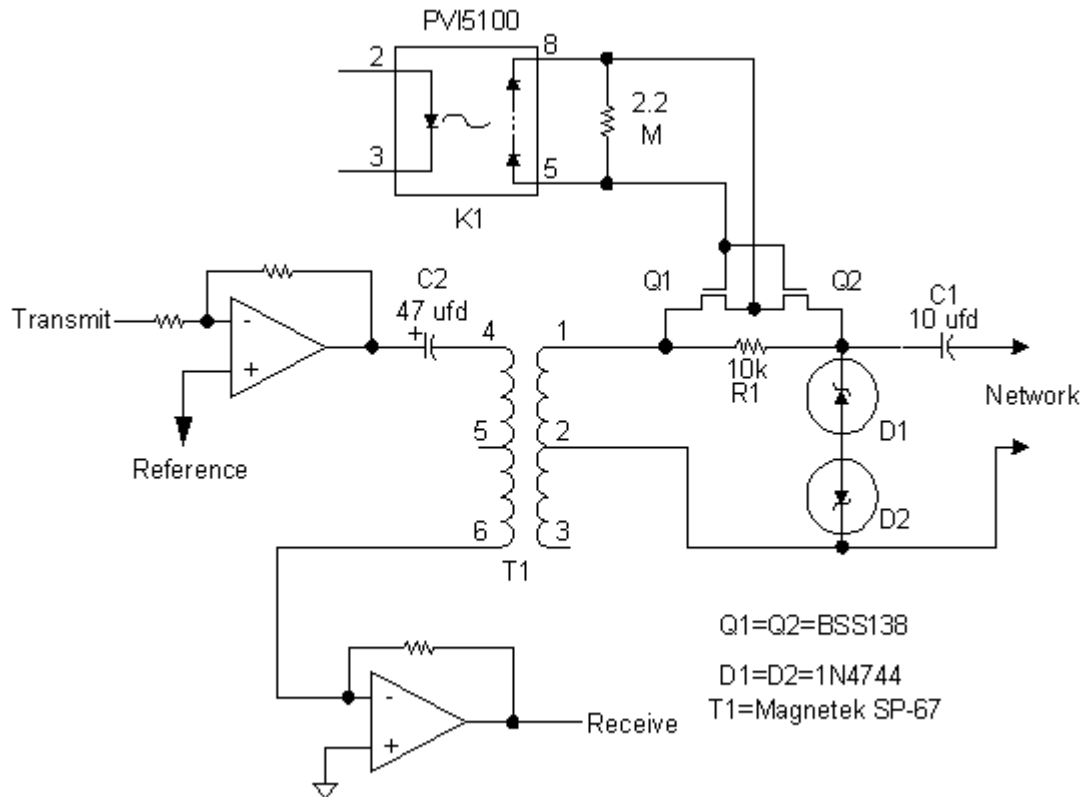 PVI5100
2
8
2.2
M
3
5
K1
Q1
Q2
C2
47 ufd
+
C1
10 ufd
Transmit
-
+
4
1
10k
R1
Network
D1
Reference
5
2
D2
6
3
T1
Q1=Q2=BSS138
D1=D2=1N4744
T1=Magnetek SP-67
-
+
Receive